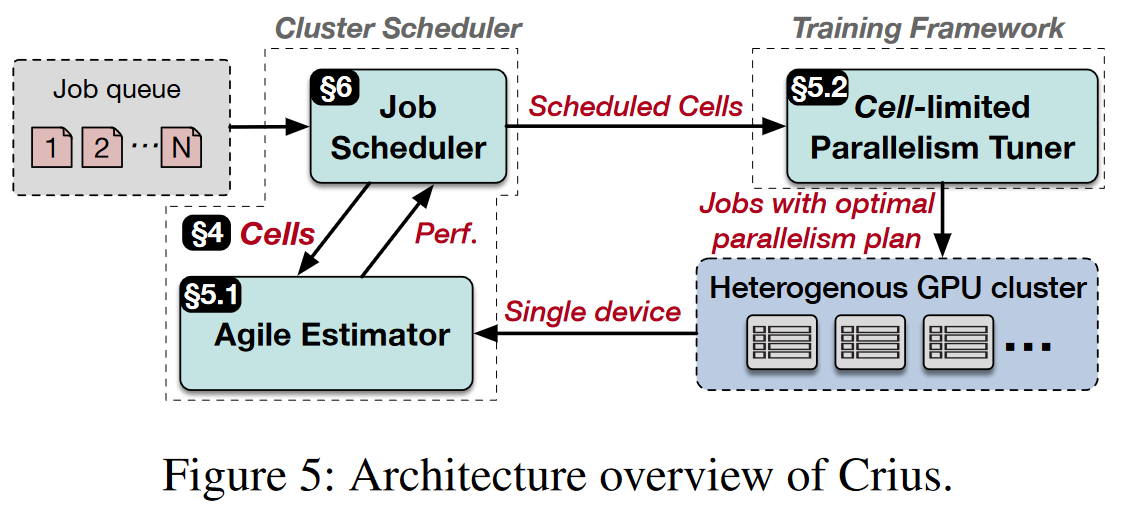 Cluster Scheduler
Training Framework
Job queue
1 2 ··· N
§6
Job
Scheduler
Scheduled Cells
§5.2
Cell-limited
Parallelism Tuner
§4 Cells
Perf.
Jobs with optimal
parallelism plan
§5.1
Agile Estimator
Single device
Heterogenous GPU cluster
...
Figure 5: Architecture overview of Crius.